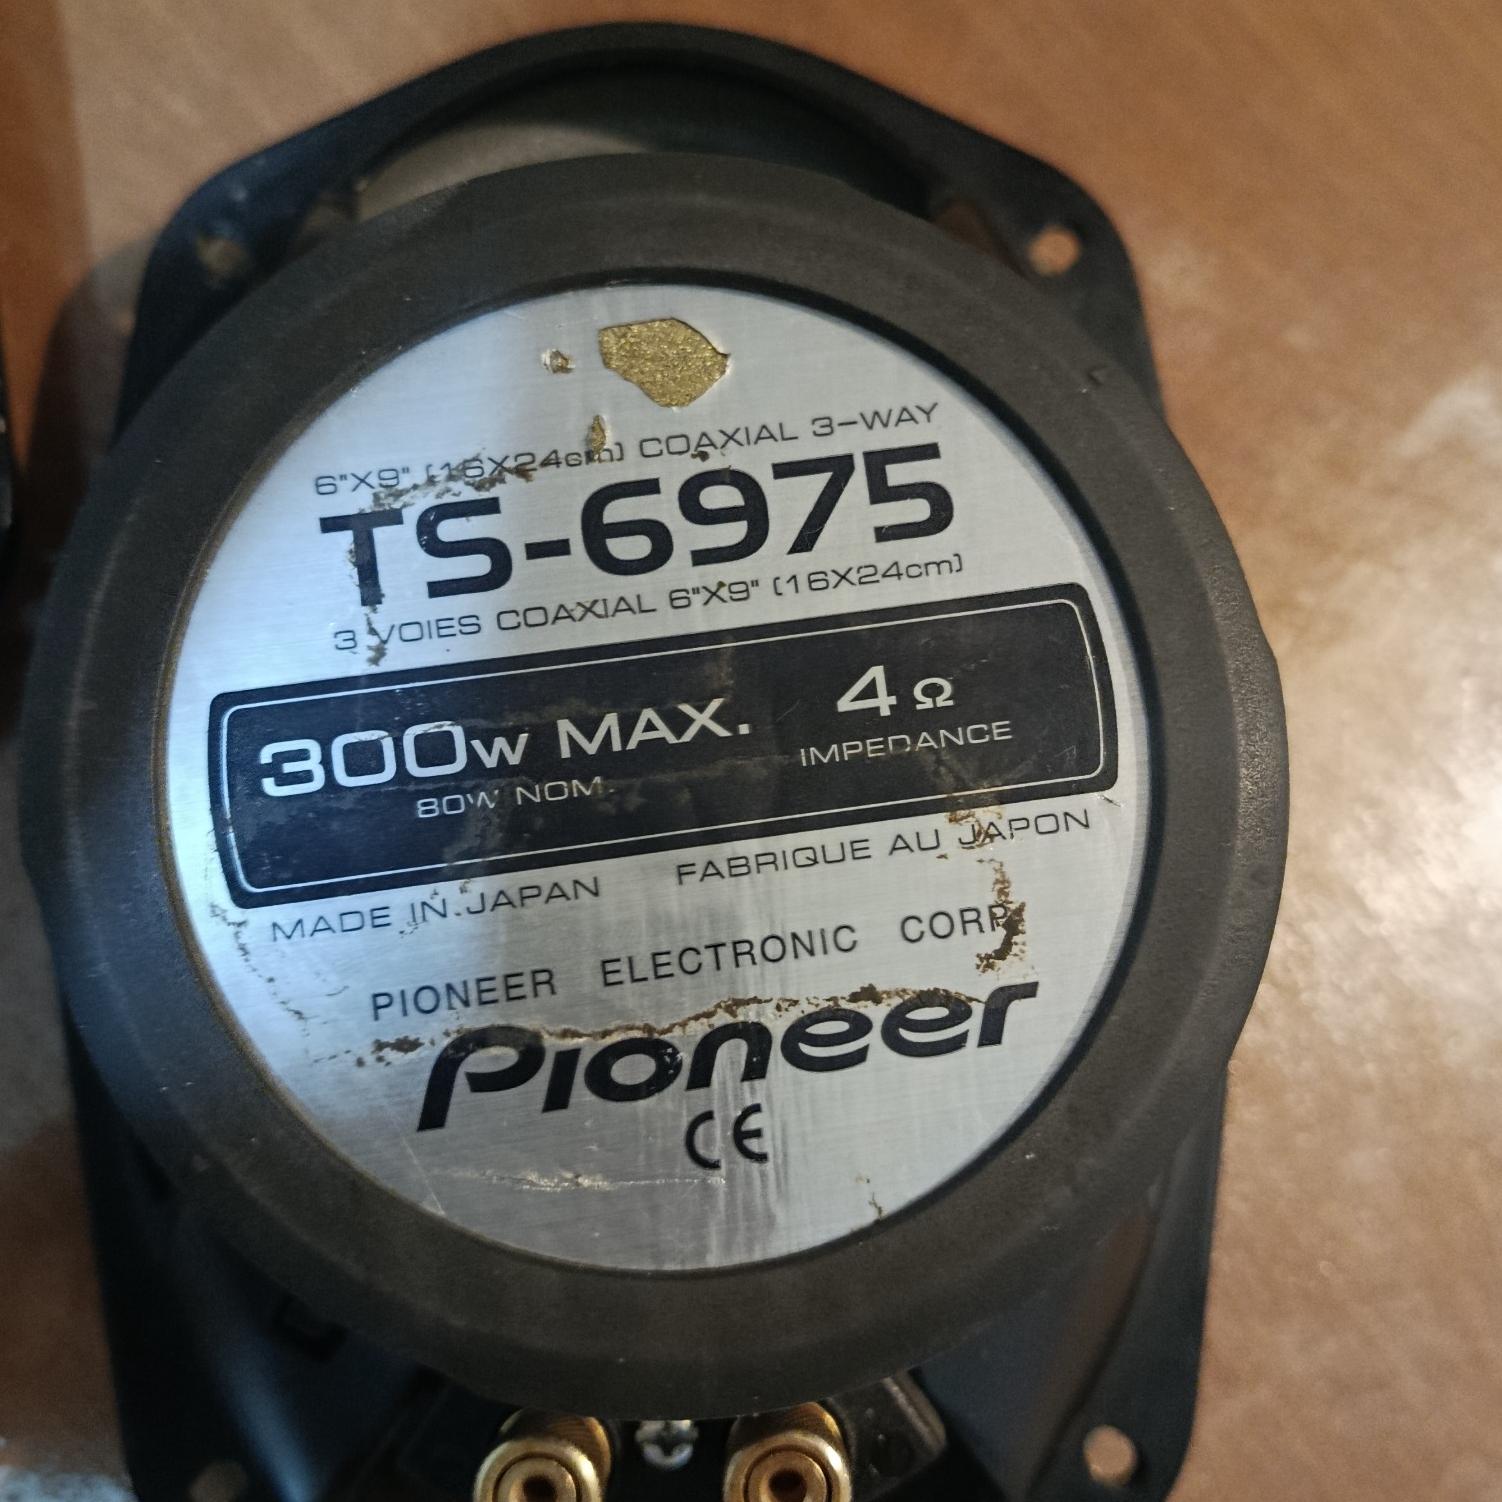 6"X9" (16X24cm) COAXIAL 3-WAY
TS-6975
3 VOIES COAXIAL 6"X9" (16X24cm)
300W MAX. 4Ω
80W NOM. IMPEDANCE
MADE IN JAPAN FABRIQUE AU JAPON
PIONEER ELECTRONIC CORP.
Pioneer
CE